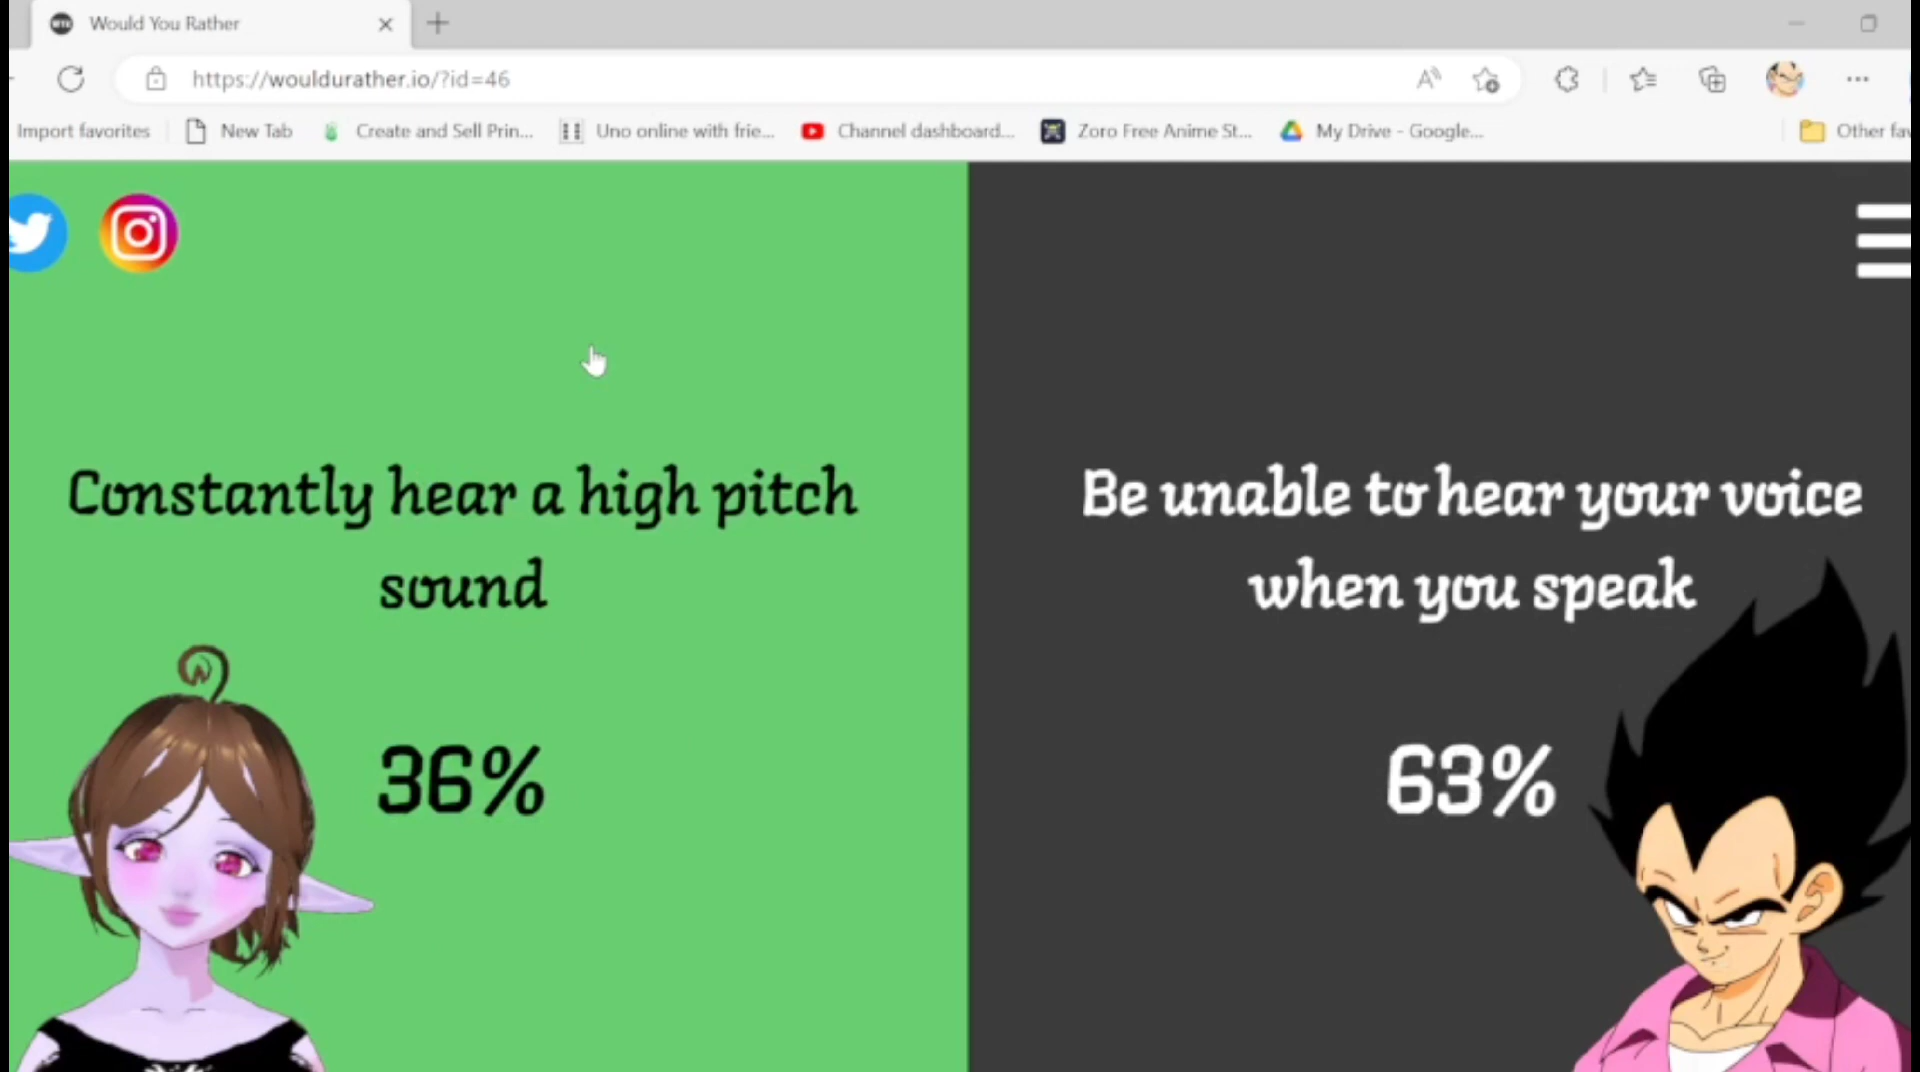 Would You Rather
https://wouldurather.io/?id=46
Import favorites New Tab Create and Sell Prin... Uno online with frie... Channel dashboard... Zoro Free Anime St... My Drive - Google... Other fav
Constantly hear a high pitch
sound
36%
Be unable to hear your voice
when you speak
63%